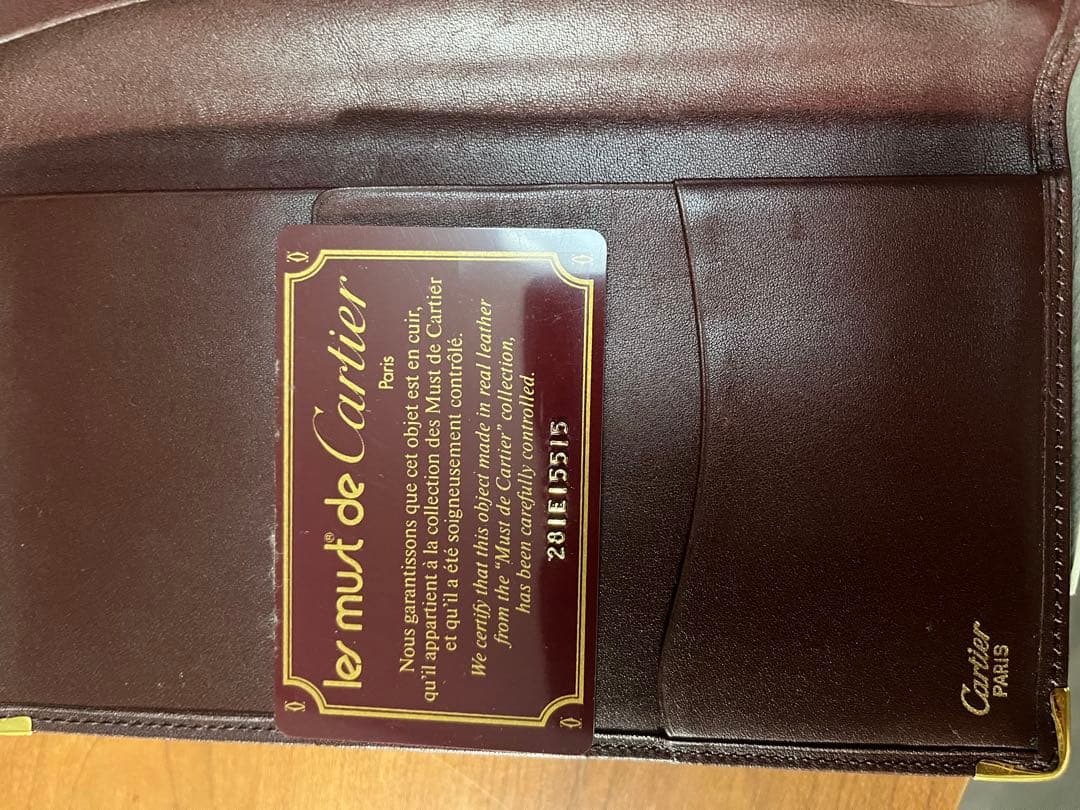 les must® de Cartier
Paris
Nous garantissons que cet objet est en cuir,
qu'il appartient à la collection des Must de Cartier
et qu'il a été soigneusement contrôlé.
We certify that this object made in real leather
from the "Must de Cartier" collection,
has been carefully controlled.
281E15515
Cartier
PARIS